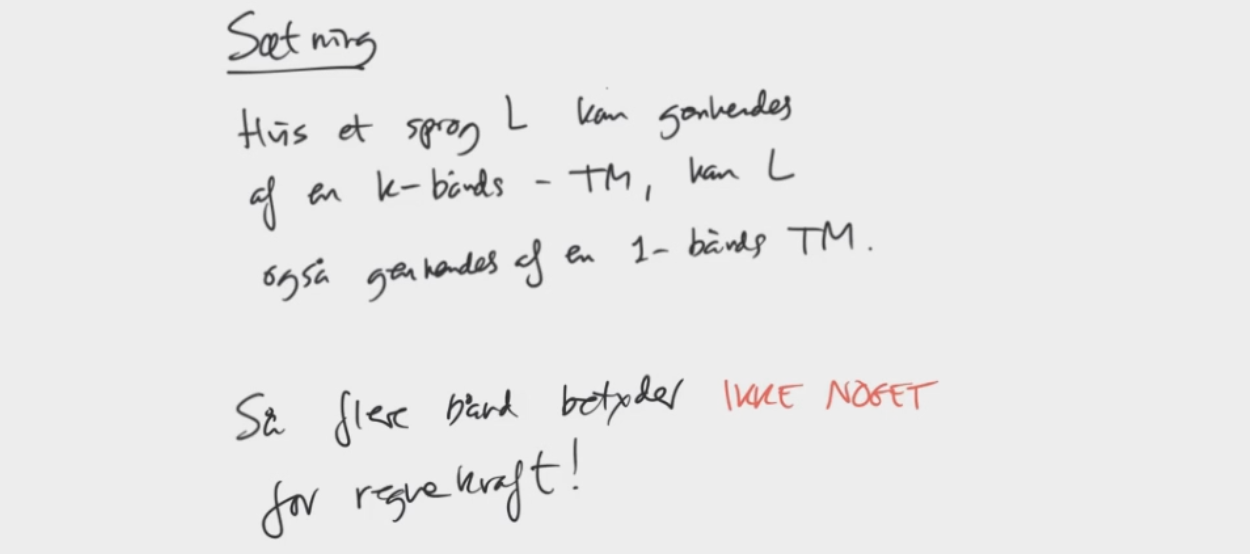 Sætning
Hvis et sprog L kan genkendes
af en k-bånds-TM, kan L
også genkendes af en 1-bånds TM.
Så flere bånd betyder IKKE NOGET
for regnekraft!